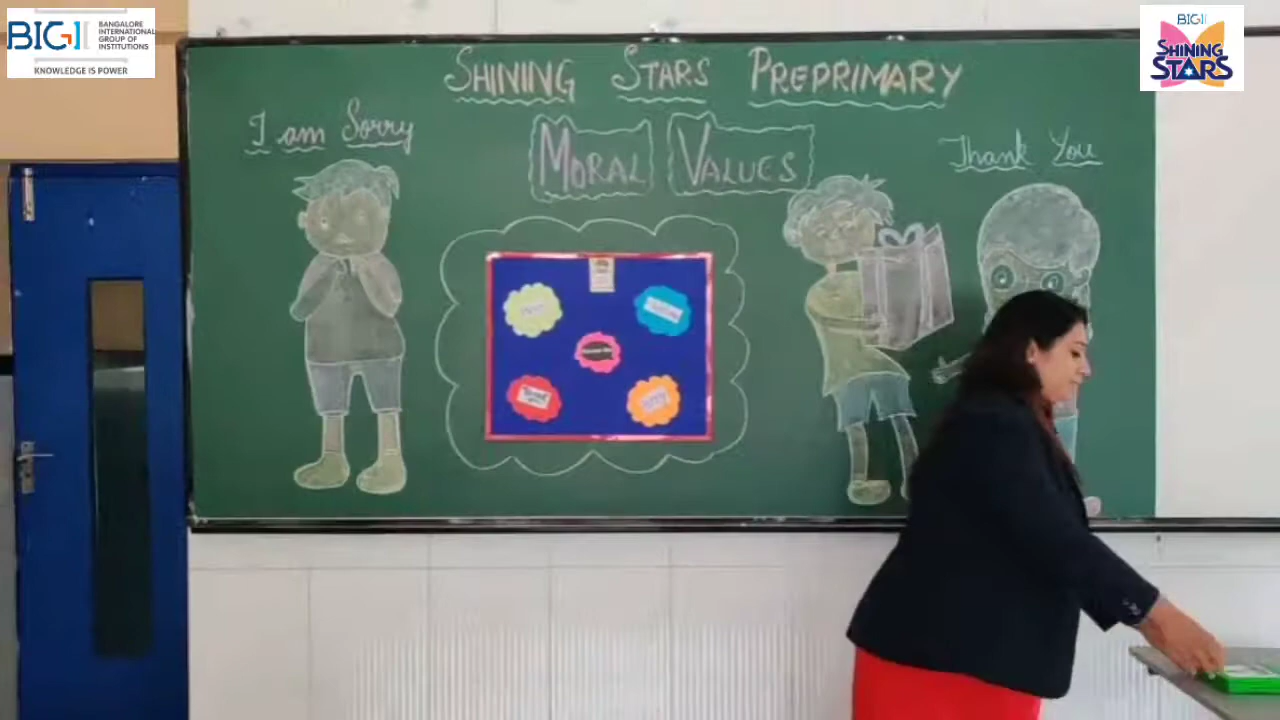 BIGI
BANGALORE
INTERNATIONAL
GROUP OF
INSTITUTIONS
KNOWLEDGE IS POWER
BIGI
SHINING
STARS
SHINING STARS PREPRIMARY
I am Sorry
MORAL VALUES
Thank You